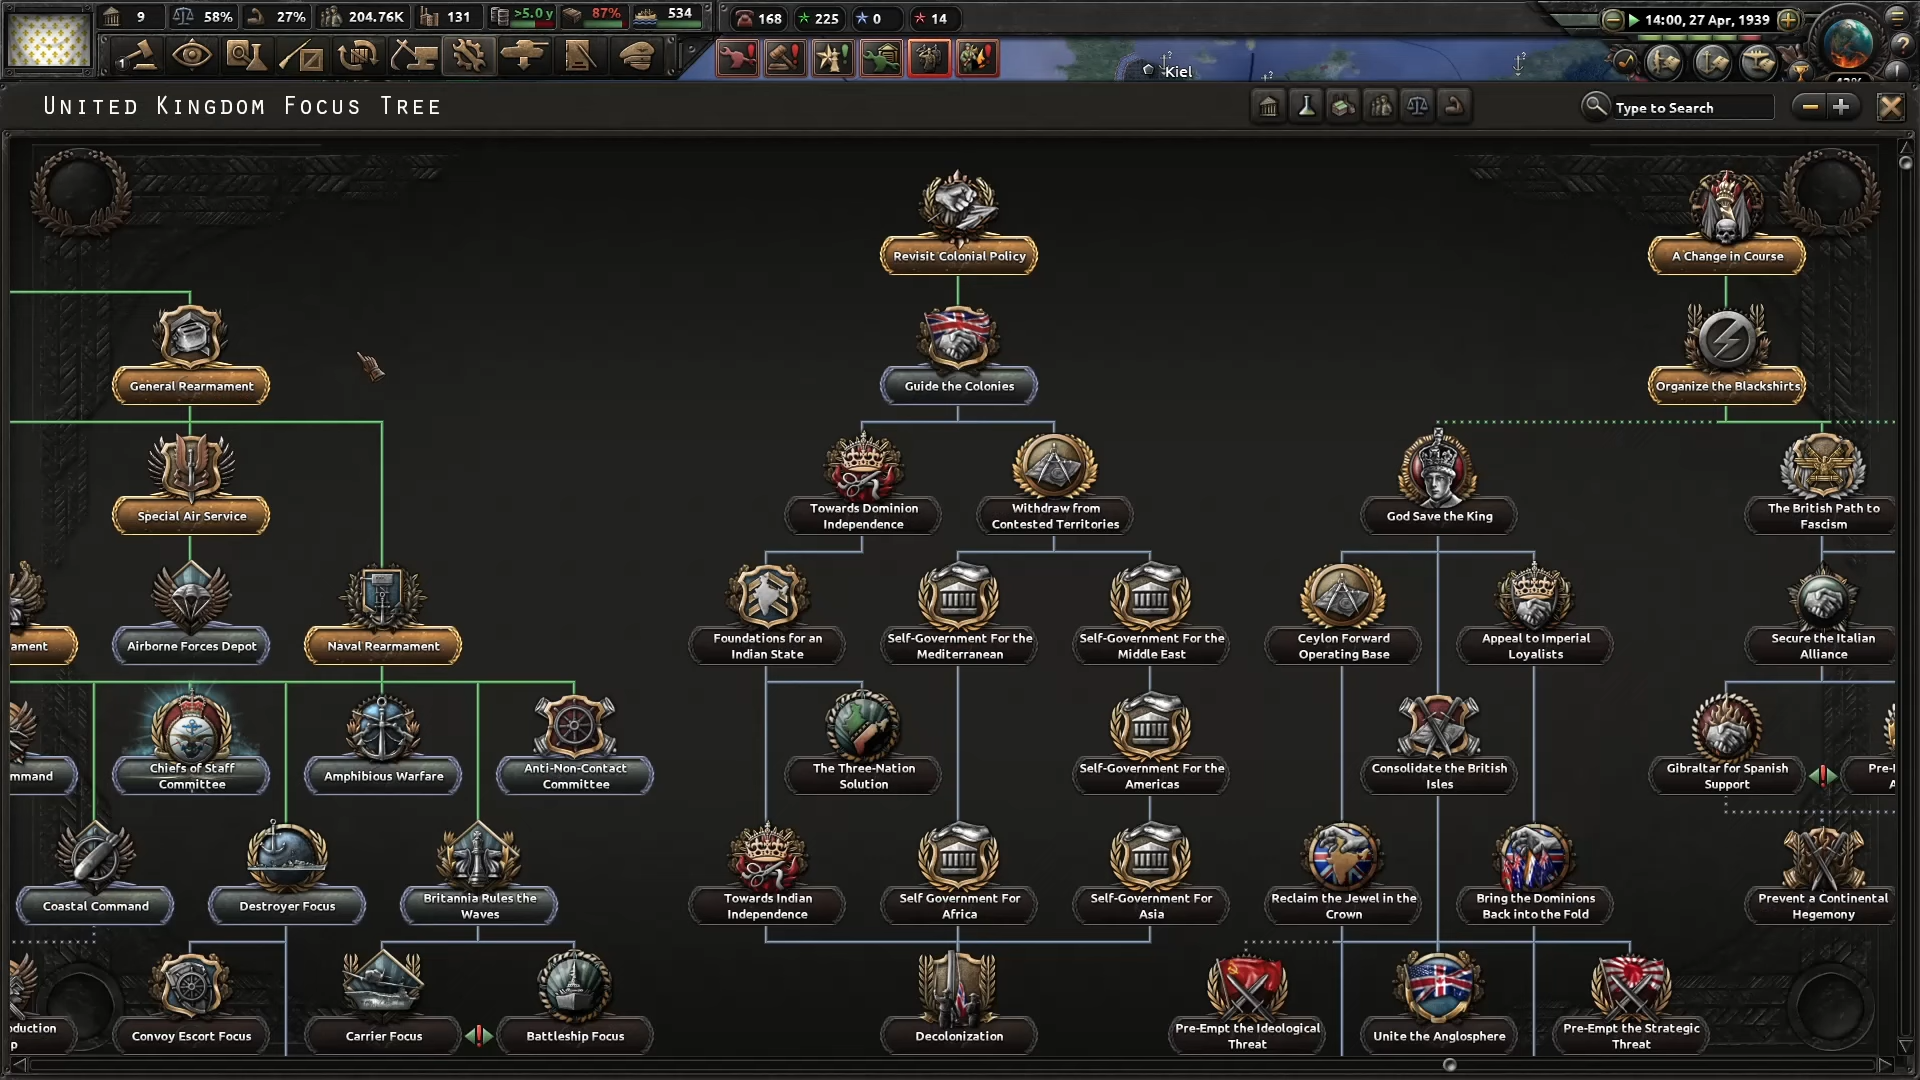 9
58%
27%
204.76K
131
>5.0 y
87%
534
168
225
0
14
14:00, 27 Apr, 1939
1
Kiel
United Kingdom Focus Tree
Type to Search
Revisit Colonial Policy
A Change in Course
General Rearmament
Guide the Colonies
Organize the Blackshirts
Special Air Service
Towards Dominion
Independence
Withdraw from
Contested Territories
God Save the King
The British Path to
Fascism
ament
Airborne Forces Depot
Naval Rearmament
Foundations for an
Indian State
Self-Government For the
Mediterranean
Self-Government For the
Middle East
Ceylon Forward
Operating Base
Appeal to Imperial
Loyalists
Secure the Italian
Alliance
mmand
Chiefs of Staff
Committee
Amphibious Warfare
Anti-Non-Contact
Committee
The Three-Nation
Solution
Self-Government For the
Americas
Consolidate the British
Isles
Gibraltar for Spanish
Support
Pre-
A
Coastal Command
Destroyer Focus
Britannia Rules the
Waves
Towards Indian
Independence
Self Government For
Africa
Self-Government For
Asia
Reclaim the Jewel in the
Crown
Bring the Dominions
Back into the Fold
Prevent a Continental
Hegemony
oduction
p
Convoy Escort Focus
Carrier Focus
Battleship Focus
Decolonization
Pre-Empt the Ideological
Threat
Unite the Anglosphere
Pre-Empt the Strategic
Threat